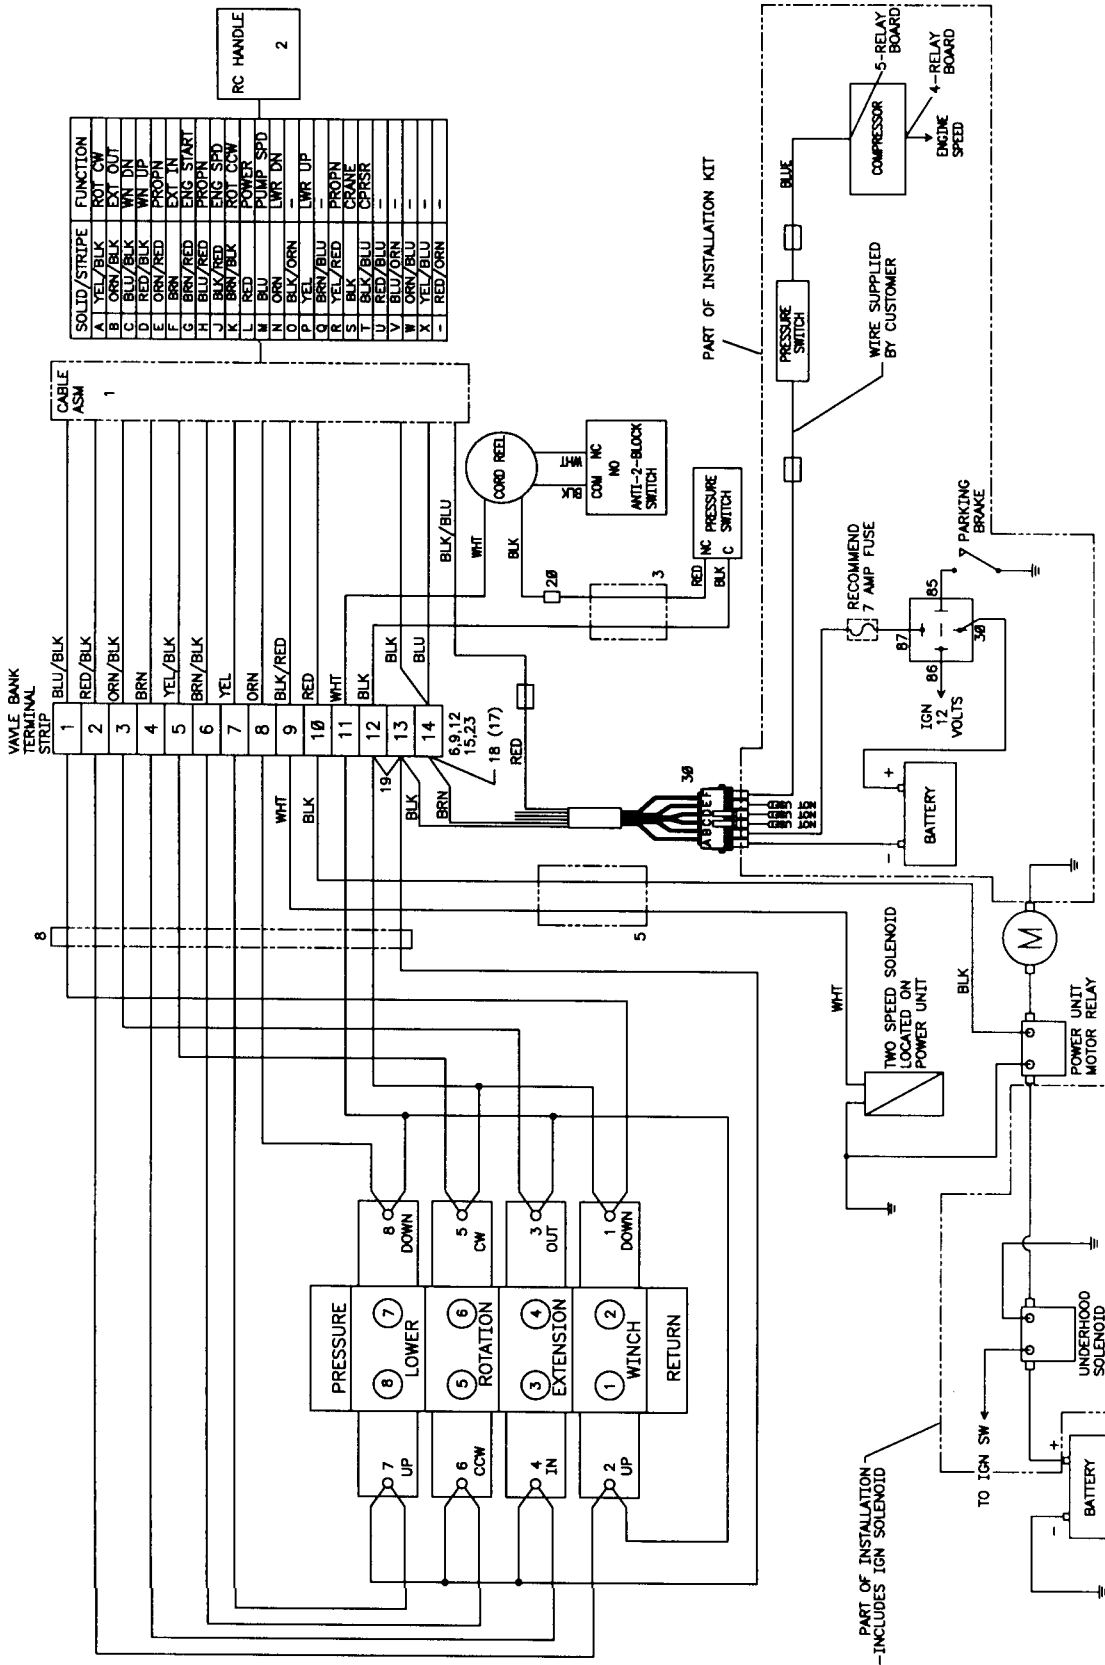 VAVLE BANK
TERMINAL
STRIP
1
2
3
4
5
6
7
8
9
10
11
12
13
14
BLU/BLK
RED/BLK
ORN/BLK
BRN
YEL/BLK
BRN/BLK
YEL
ORN
BLK/RED
RED
WHT
BLK
BLK
BLU
BLK/BLU
CABLE
ASM
1
SOLID/STRIPE FUNCTION
A YEL/BLK ROT CW
B ORN/BLK EXT OUT
C BLU/BLK WN DN
D RED/BLK WN UP
E ORN/RED PROPN
F BRN EXT IN
G BRN/RED ENG START
H BLU/RED PROPN
J BLK/RED ENG SPD
K BRN/BLK ROT CCW
L RED POWER
M BLU PUMP SPD
N ORN LWR DN
O BLK/ORN -
P YEL LWR UP
Q BRN/BLU -
R YEL/RED PROPN
S BLK CRANE
T BLK/BLU CPRSR
U RED/BLU -
V BLU/ORN -
W ORN/BLU -
X YEL/BLU -
- RED/ORN -
RC HANDLE
2
8
WHT
BLK
19
BLK
BRN
6,9,12
15,23
18 (17)
RED
WHT
BLK
CORD REEL
BLK
WHT
COM NC
NO
ANTI-2-BLOCK
SWITCH
20
3
RED
BLK
NC
C
PRESSURE
SWITCH
30
A B C D E F
5
PRESSURE
8 7
LOWER
5 6
ROTATION
3 4
EXTENSION
1 2
WINCH
RETURN
8
DOWN
5
CW
3
OUT
1
DOWN
7
UP
6
CCW
4
IN
2
UP
PART OF INSTALLATION KIT
BLUE
PRESSURE
SWITCH
WIRE SUPPLIED
BY CUSTOMER
COMPRESSOR
5-RELAY
BOARD
4-RELAY
BOARD
ENGINE
SPEED
RECOMMEND
7 AMP FUSE
87
86
85
30
PARKING
BRAKE
IGN
12
VOLTS
-
+
BATTERY
WHT
TWO SPEED SOLENOID
LOCATED ON
POWER UNIT
BLK
M
POWER UNIT
MOTOR RELAY
UNDERHOOD
SOLENOID
TO IGN SW
PART OF INSTALLATION
-INCLUDES IGN SOLENOID
-
+
BATTERY